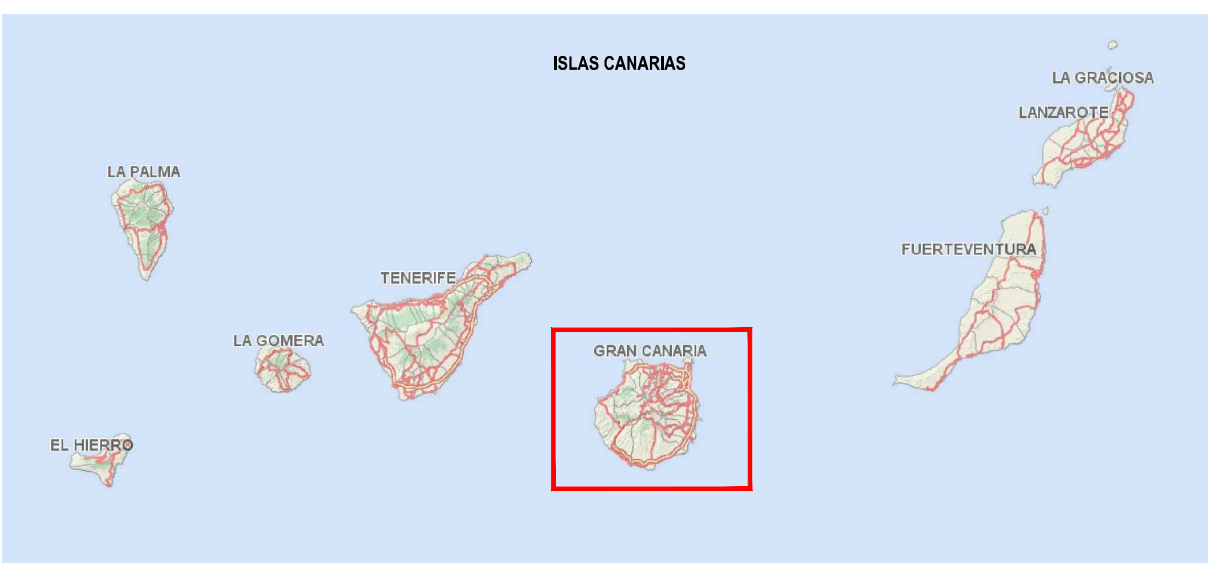 ISLAS CANARIAS
LA GRACIOSA
LANZAROTE
LA PALMA
FUERTEVENTURA
TENERIFE
LA GOMERA
GRAN CANARIA
EL HIERRO